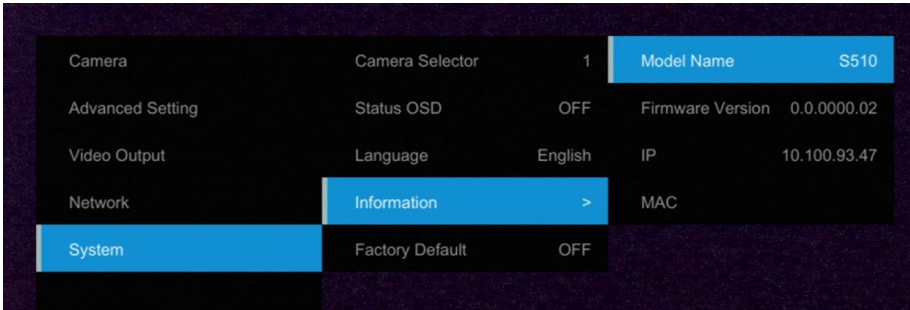 Camera
Advanced Setting
Video Output
Network
System
Camera Selector 1
Status OSD OFF
Language English
Information >
Factory Default OFF
Model Name S510
Firmware Version 0.0.0000.02
IP 10.100.93.47
MAC